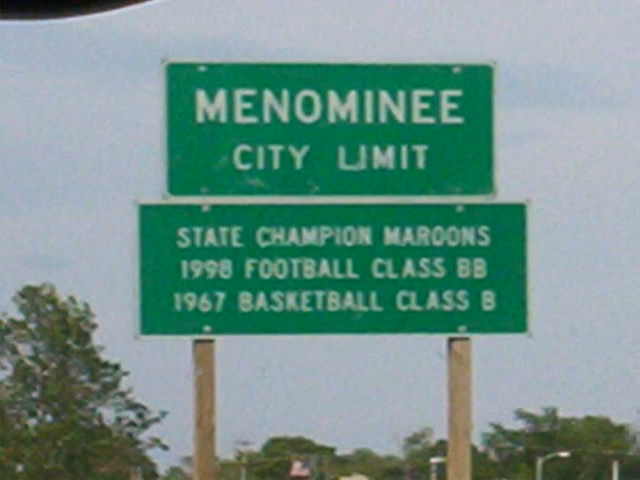 MENOMINEE
CITY LIMIT
STATE CHAMPION MAROONS
1998 FOOTBALL CLASS BB
1967 BASKETBALL CLASS B